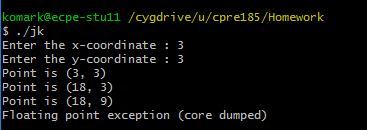 komark@ecpe-stu11 /cygdrive/u/cpre185/Homework
$ ./jk
Enter the x-coordinate : 3
Enter the y-coordinate : 3
Point is (3, 3)
Point is (18, 3)
Point is (18, 9)
Floating point exception (core dumped)